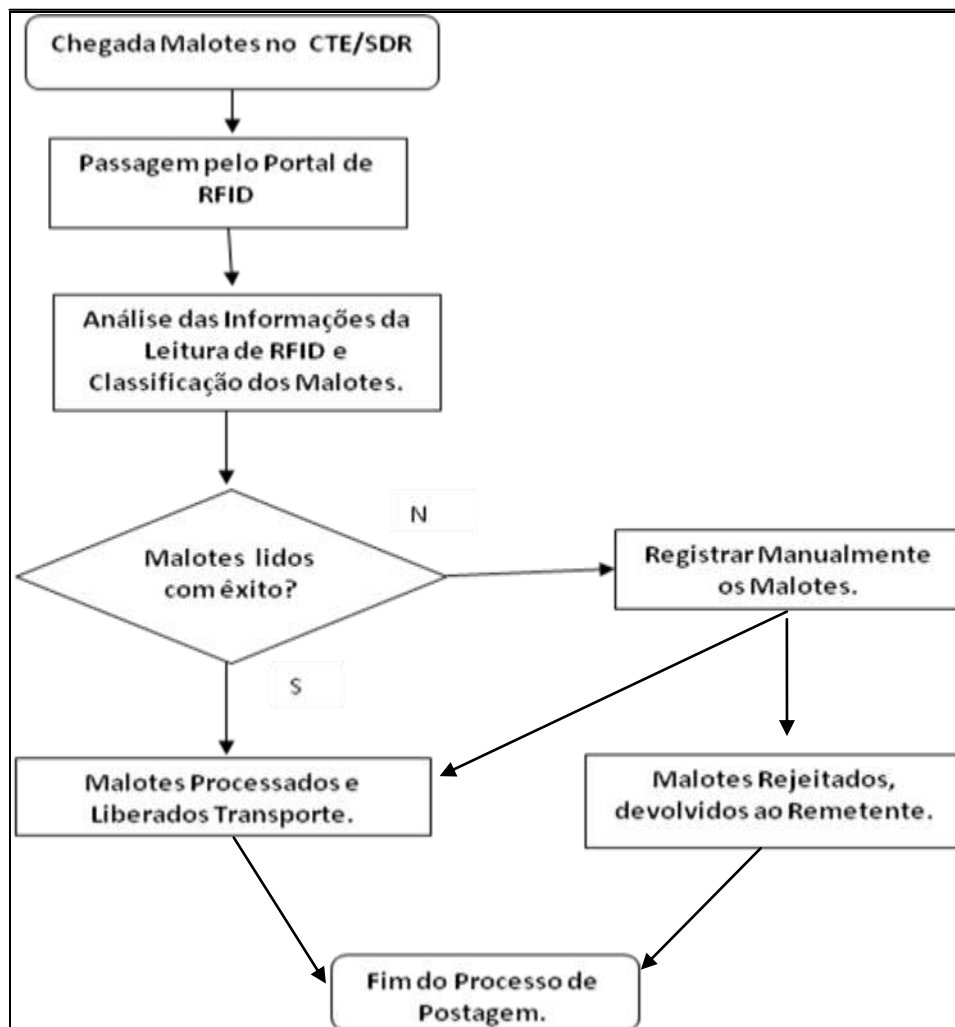 Chegada Malotes no CTE/SDR
Passagem pelo Portal de
RFID
Análise das Informações da
Leitura de RFID e
Classificação dos Malotes.
N
Malotes lidos
com êxito?
Registrar Manualmente
os Malotes.
S
Malotes Processados e
Liberados Transporte.
Malotes Rejeitados,
devolvidos ao Remetente.
Fim do Processo de
Postagem.